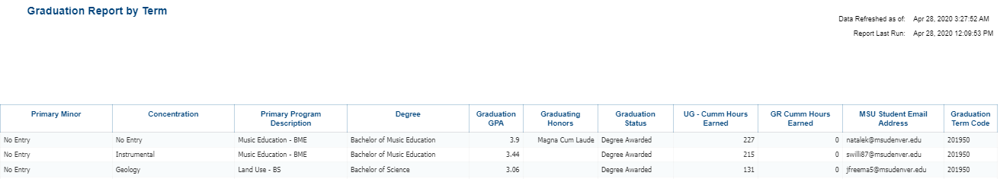 Graduation Report by Term
Data Refreshed as of: Apr 28, 2020 3:27:52 AM
Report Last Run: Apr 28, 2020 12:09:53 PM
Primary Minor Concentration Primary Program Description Degree Graduation GPA Graduating Honors Graduation Status UG - Cumm Hours Earned GR Cumm Hours Earned MSU Student Email Address Graduation Term Code
No Entry No Entry Music Education - BME Bachelor of Music Education 3.9 Magna Cum Laude Degree Awarded 227 0 natalek@msudenver.edu 201950
No Entry Instrumental Music Education - BME Bachelor of Music Education 3.44 Degree Awarded 215 0 swilli87@msudenver.edu 201950
No Entry Geology Land Use - BS Bachelor of Science 3.06 Degree Awarded 131 0 jfreema5@msudenver.edu 201950